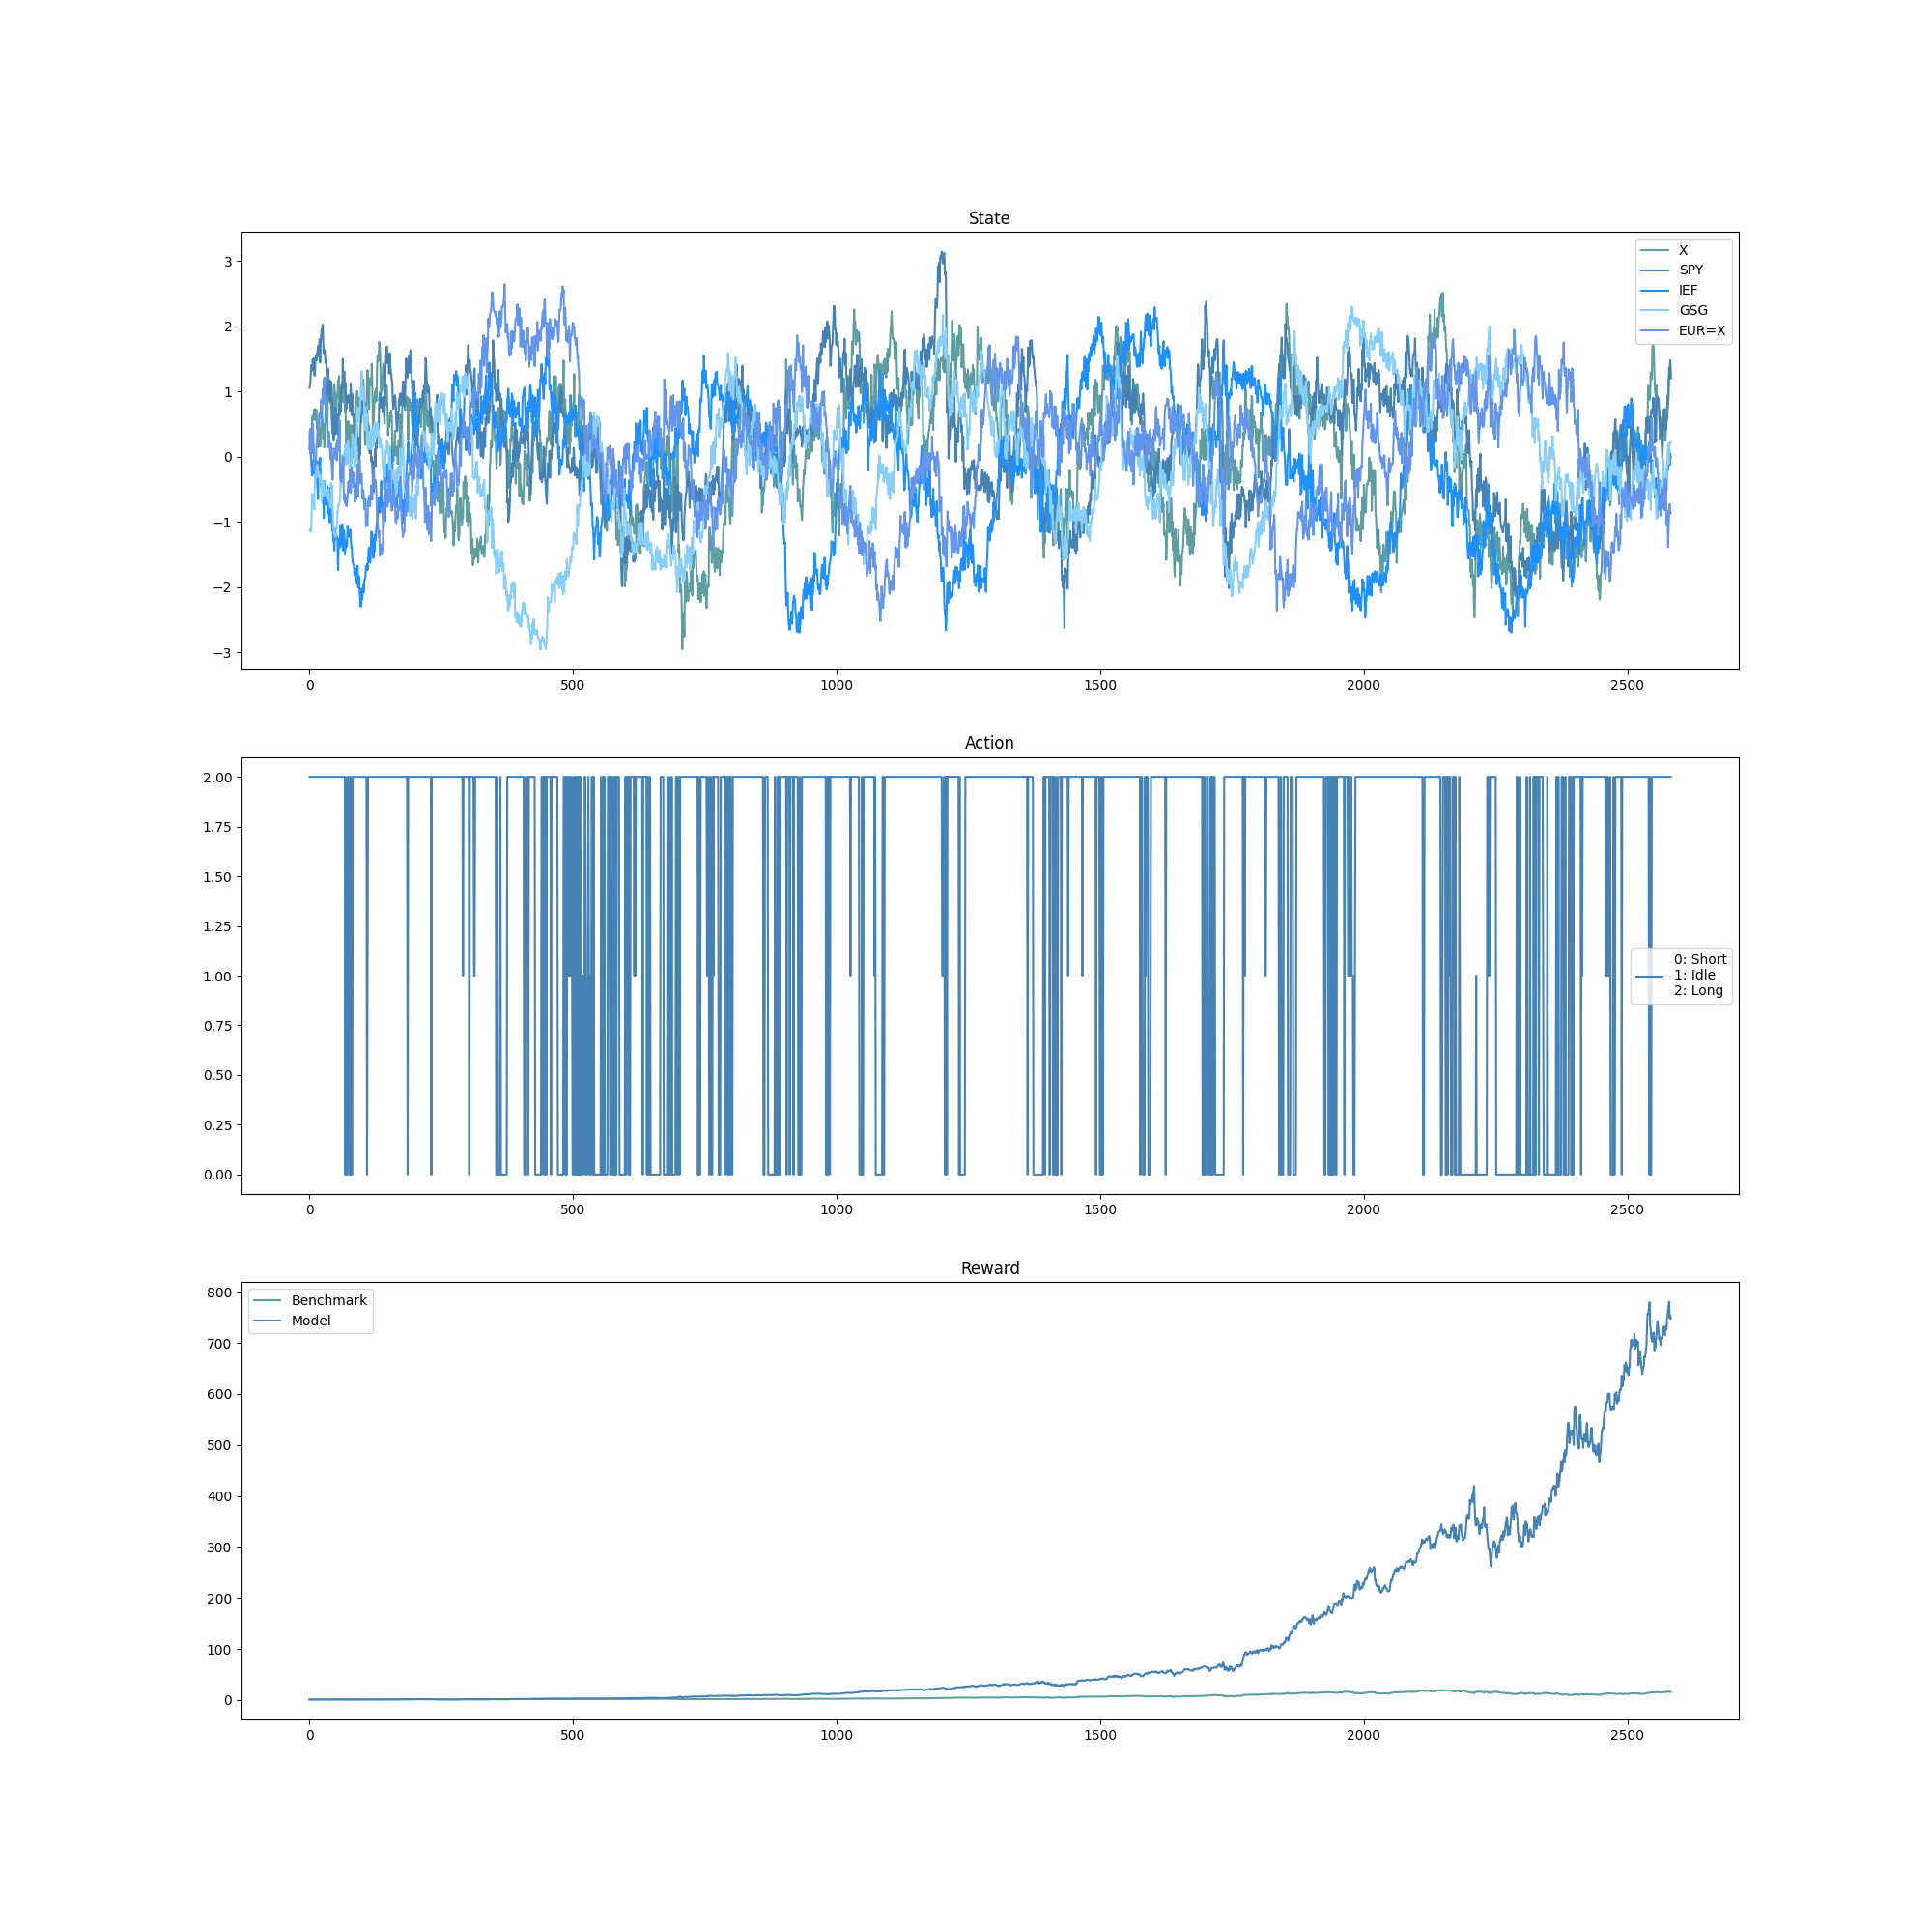 State
3
2
1
0
−1
−2
−3
X
SPY
IEF
GSG
EUR=X
0 500 1000 1500 2000 2500
Action
2.00
1.75
1.50
1.25
1.00
0.75
0.50
0.25
0.00
0: Short
1: Idle
2: Long
0 500 1000 1500 2000 2500
Reward
800
700
600
500
400
300
200
100
0
Benchmark
Model
0 500 1000 1500 2000 2500